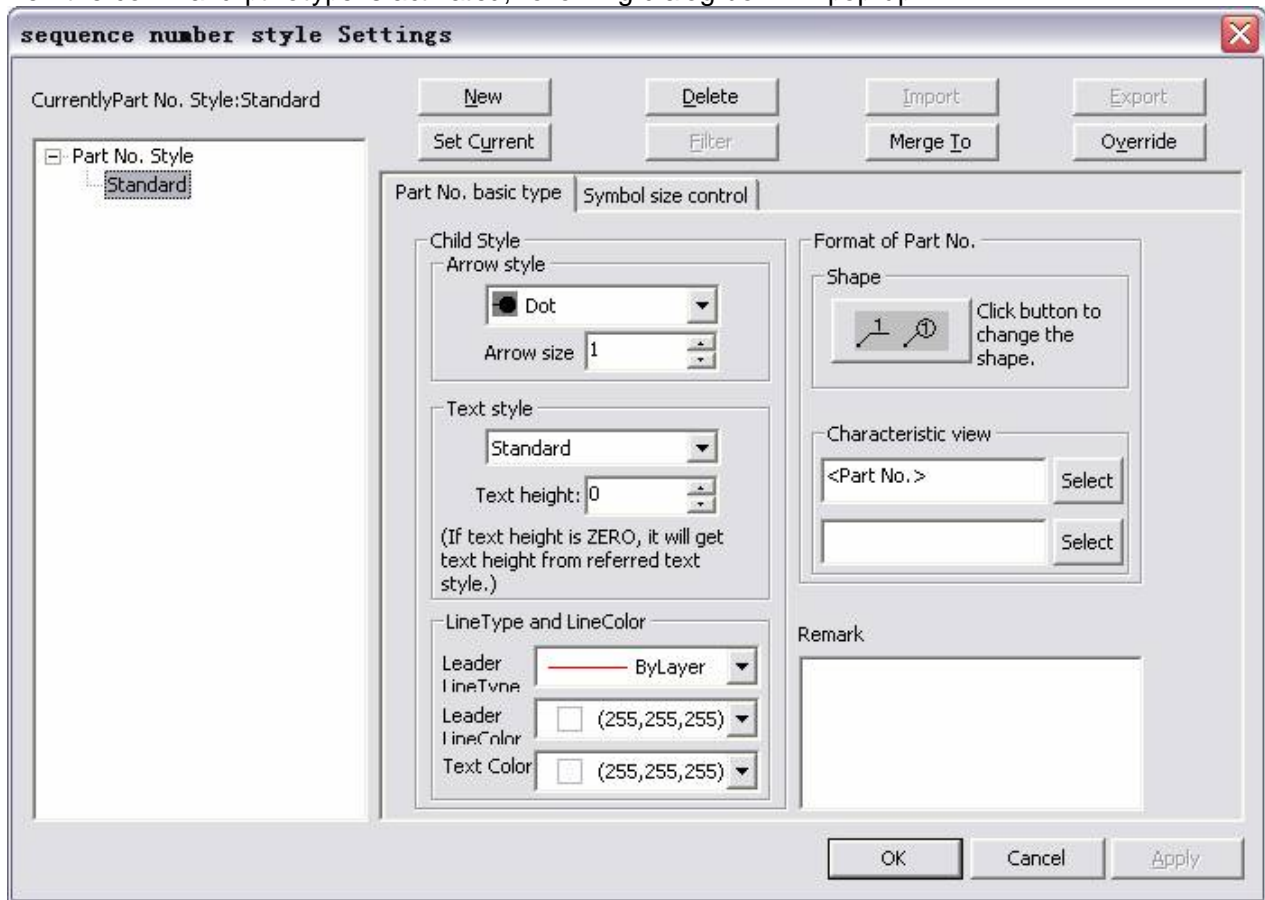 sequence number style Settings
CurrentlyPart No. Style:Standard
New
Delete
Import
Export
Set Current
Filter
Merge To
Override
Part No. Style
Standard
Part No. basic type
Symbol size control
Child Style
Arrow style
Dot
Arrow size
1
Text style
Standard
Text height:
0
(If text height is ZERO, it will get
text height from referred text
style.)
LineType and LineColor
Leader
LineType
ByLayer
Leader
LineColor
(255,255,255)
Text Color
(255,255,255)
Format of Part No.
Shape
1 1
Click button to
change the
shape.
Characteristic view
<Part No.>
Select
Select
Remark
OK
Cancel
Apply